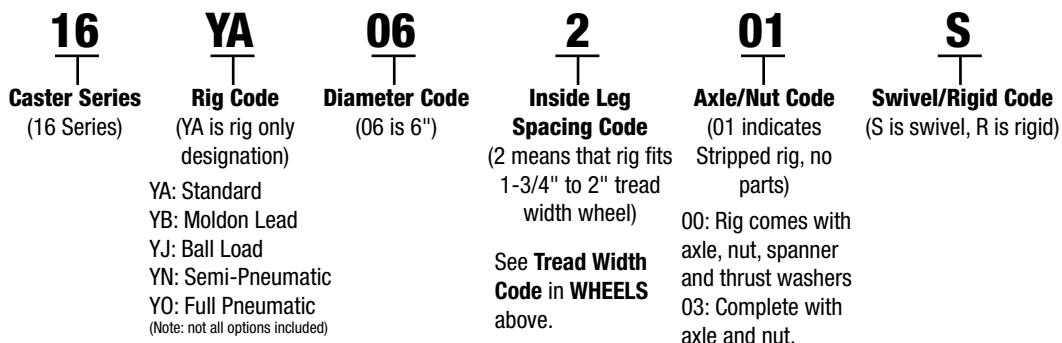 16 YA 06 2 01 S
Caster Series
(16 Series)
Rig Code
(YA is rig only
designation)
YA: Standard
YB: Moldon Lead
YJ: Ball Load
YN: Semi-Pneumatic
YO: Full Pneumatic
(Note: not all options included)
Diameter Code
(06 is 6")
Inside Leg
Spacing Code
(2 means that rig fits
1-3/4" to 2" tread
width wheel)
See Tread Width
Code in WHEELS
above.
Axle/Nut Code
(01 indicates
Stripped rig, no
parts)
00: Rig comes with
axle, nut, spanner
and thrust washers
03: Complete with
axle and nut.
Swivel/Rigid Code
(S is swivel, R is rigid)